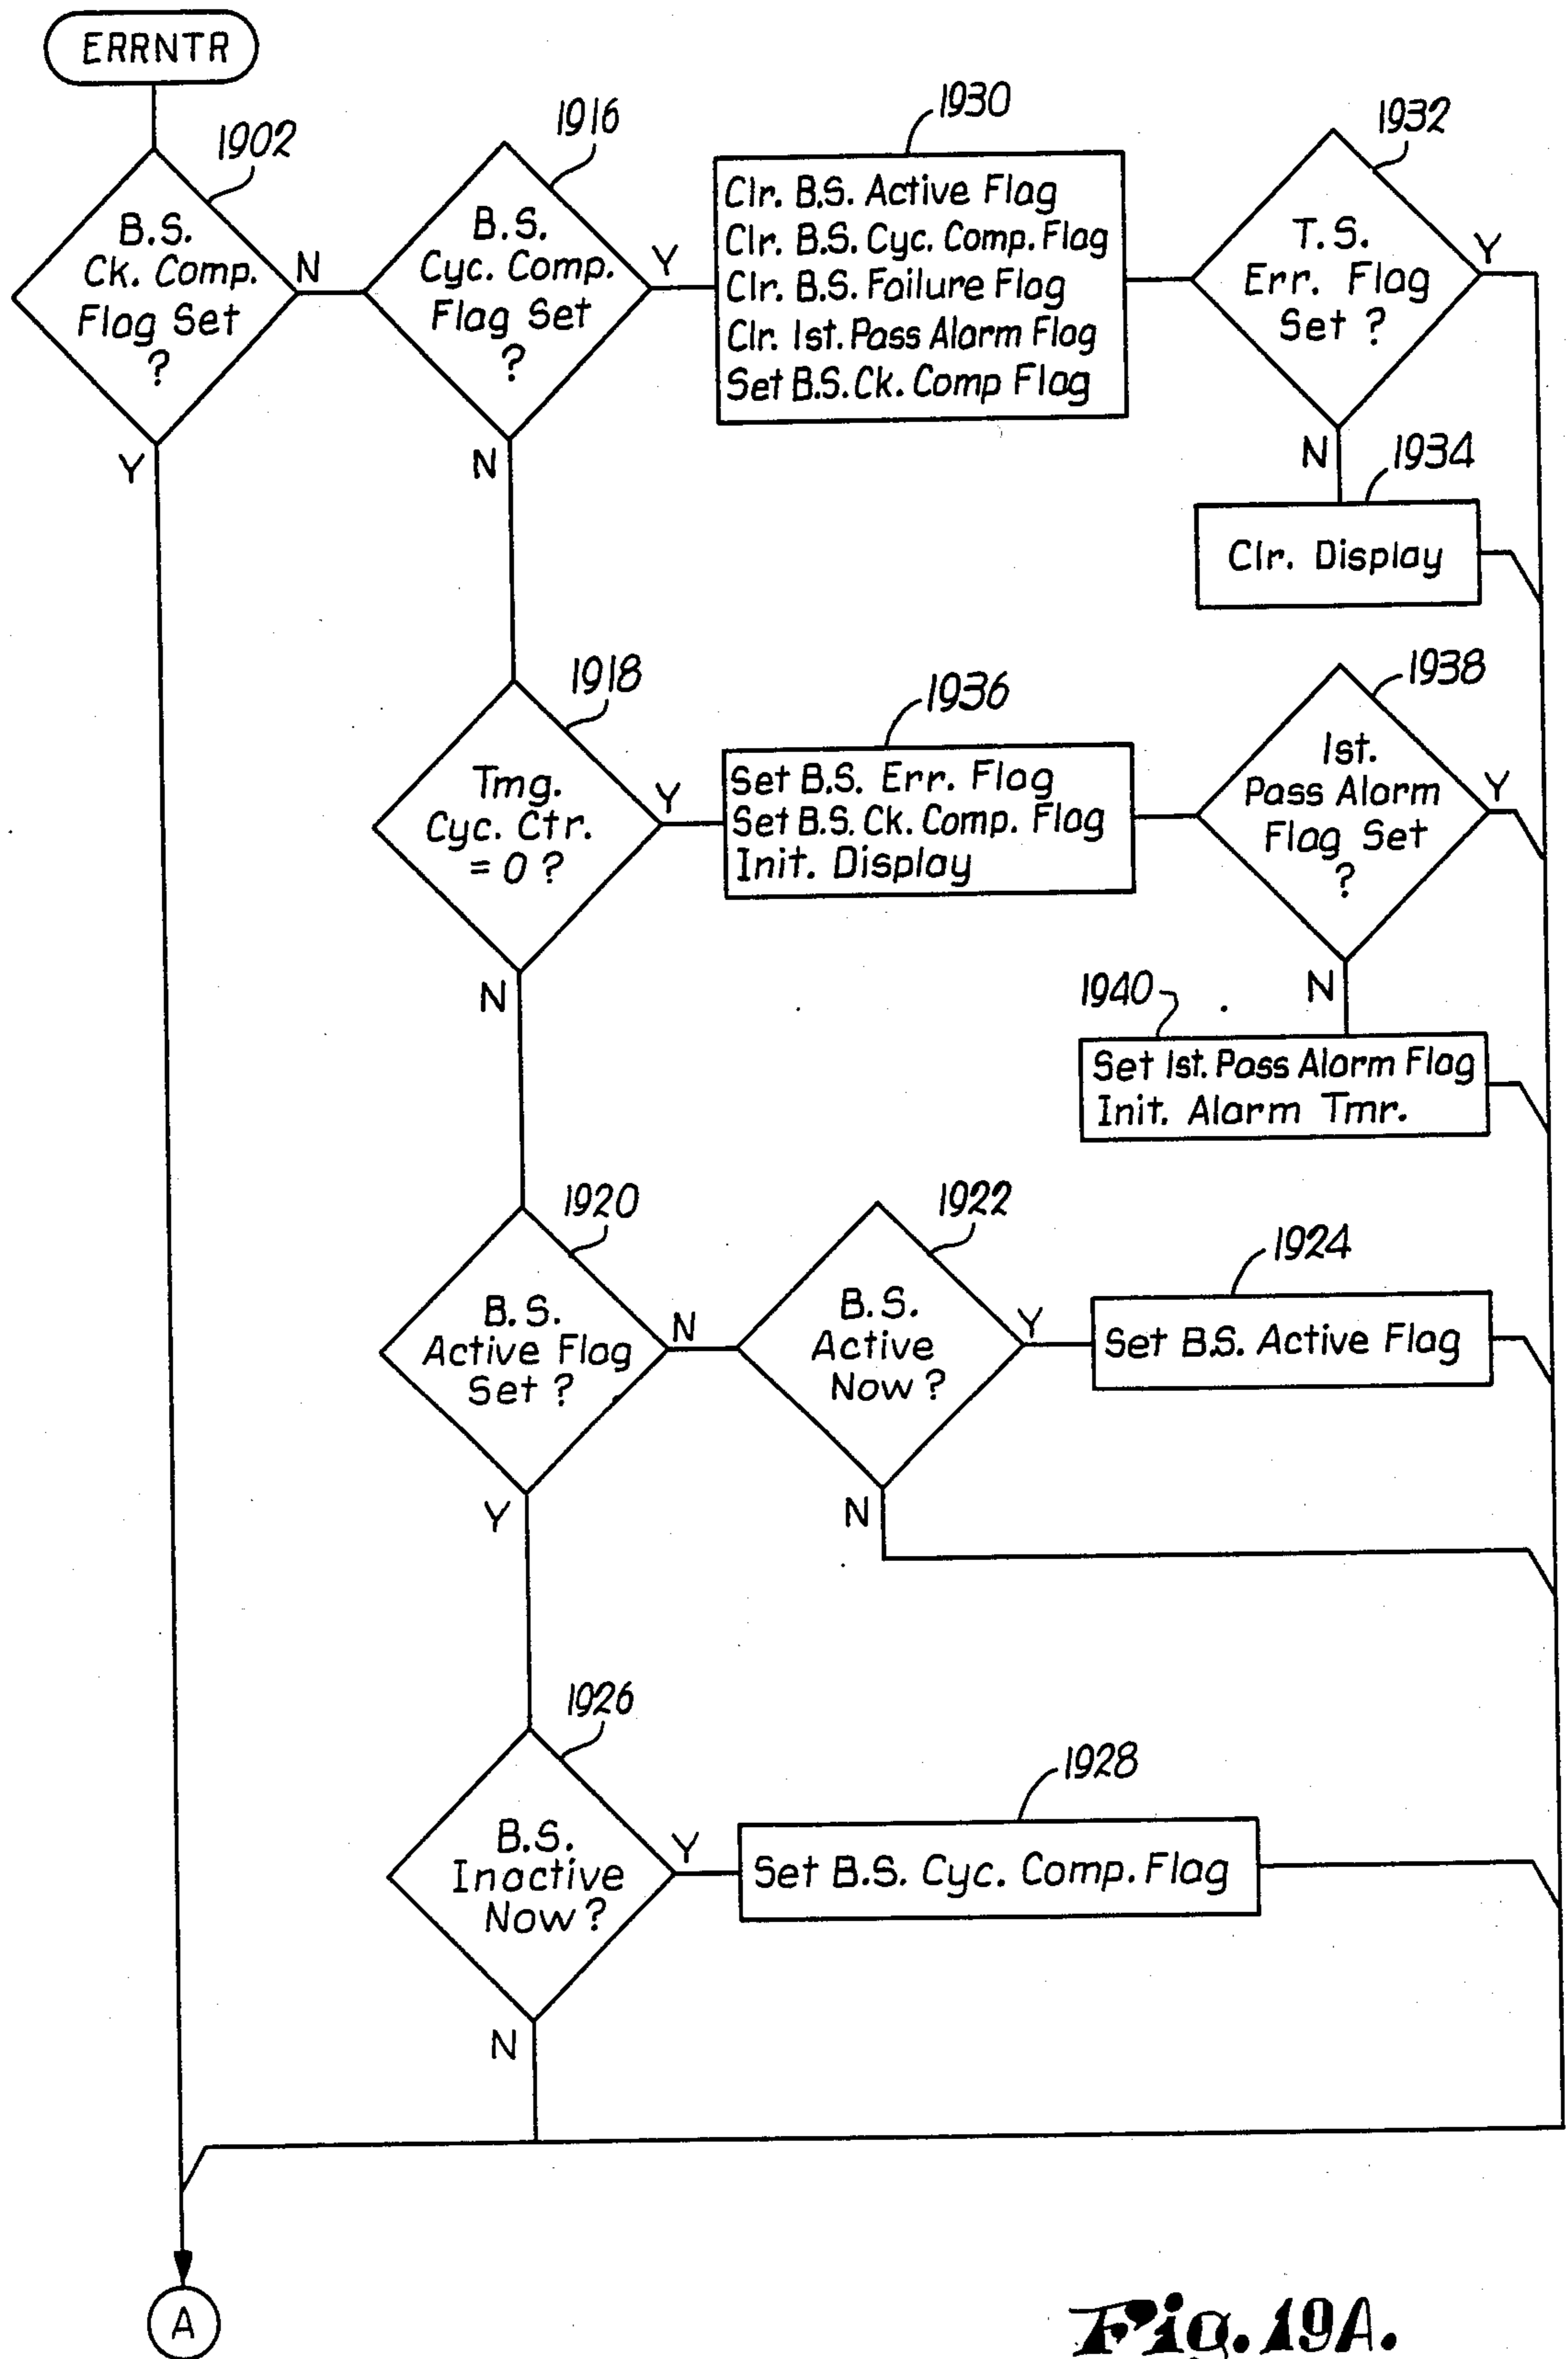 ERRNTR
1902
B.S.
Ck. Comp.
Flag Set
?
N
Y
1916
B.S.
Cyc. Comp.
Flag Set
?
Y
N
1930
Clr. B.S. Active Flag
Clr. B.S. Cyc. Comp. Flag
Clr. B.S. Failure Flag
Clr. 1st. Pass Alarm Flag
Set B.S. Ck. Comp Flag
1932
T.S.
Err. Flag
Set ?
Y
N
1934
Clr. Display
1918
Tmg.
Cyc. Ctr.
= 0 ?
Y
N
1936
Set B.S. Err. Flag
Set B.S. Ck. Comp. Flag
Init. Display
1938
1st.
Pass Alarm
Flag Set
?
Y
N
1940
Set 1st. Pass Alarm Flag
Init. Alarm Tmr.
1920
B.S.
Active Flag
Set ?
N
Y
1922
B.S.
Active
Now ?
Y
N
1924
Set B.S. Active Flag
1926
B.S.
Inactive
Now ?
Y
N
1928
Set B.S. Cyc. Comp. Flag
A
Fig. 19A.